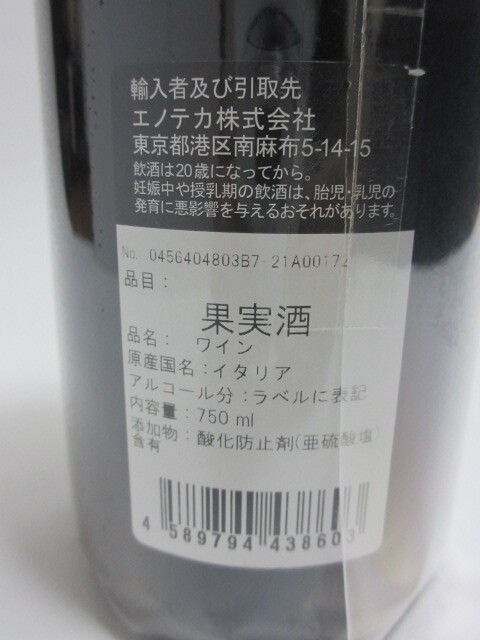 輸入者及び引取先
エノテカ株式会社
東京都港区南麻布5-14-15
飲酒は20歳になってから。
妊娠中や授乳期の飲酒は、胎児・乳児の
発育に悪影響を与えるおそれがあります。
No. 0456404803B7-21A00172
品目：
果実酒
品名： ワイン
原産国名：イタリア
アルコール分：ラベルに表記
内容量：750 ml
添加物：酸化防止剤(亜硫酸塩)
含有
4 589794 438603